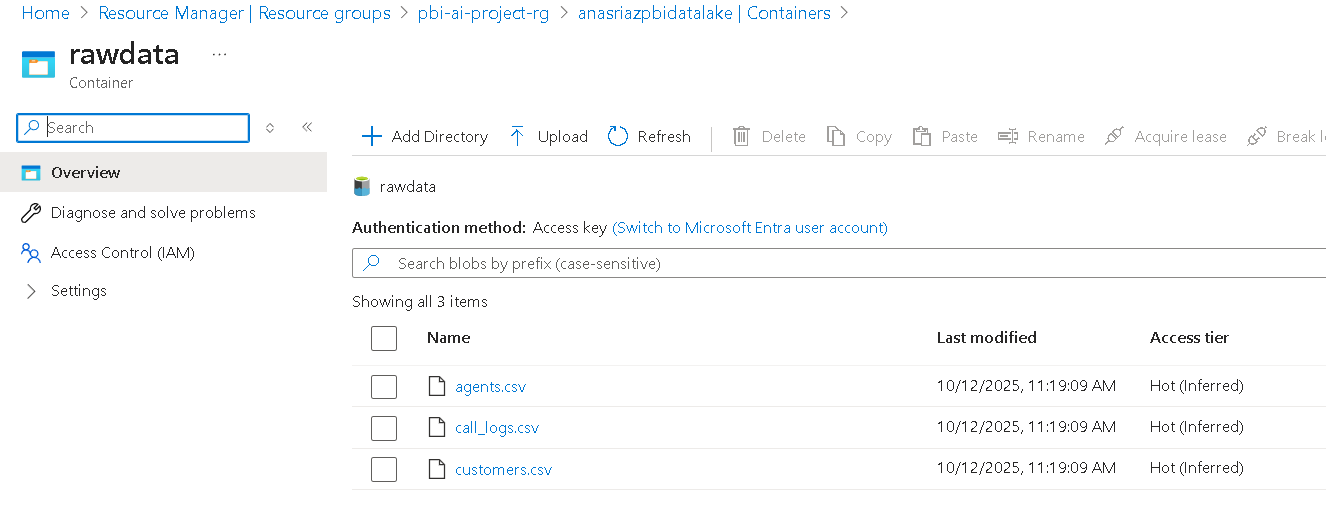 Home > Resource Manager | Resource groups > pbi-ai-project-rg > anasriazpbidatalake | Containers >
rawdata ...
Container
Search
Add Directory Upload Refresh Delete Copy Paste Rename Acquire lease Break
Overview
rawdata
Diagnose and solve problems
Authentication method: Access key (Switch to Microsoft Entra user account)
Access Control (IAM)
Search blobs by prefix (case-sensitive)
Settings
Showing all 3 items
Name Last modified Access tier
agents.csv 10/12/2025, 11:19:09 AM Hot (Inferred)
call_logs.csv 10/12/2025, 11:19:09 AM Hot (Inferred)
customers.csv 10/12/2025, 11:19:09 AM Hot (Inferred)